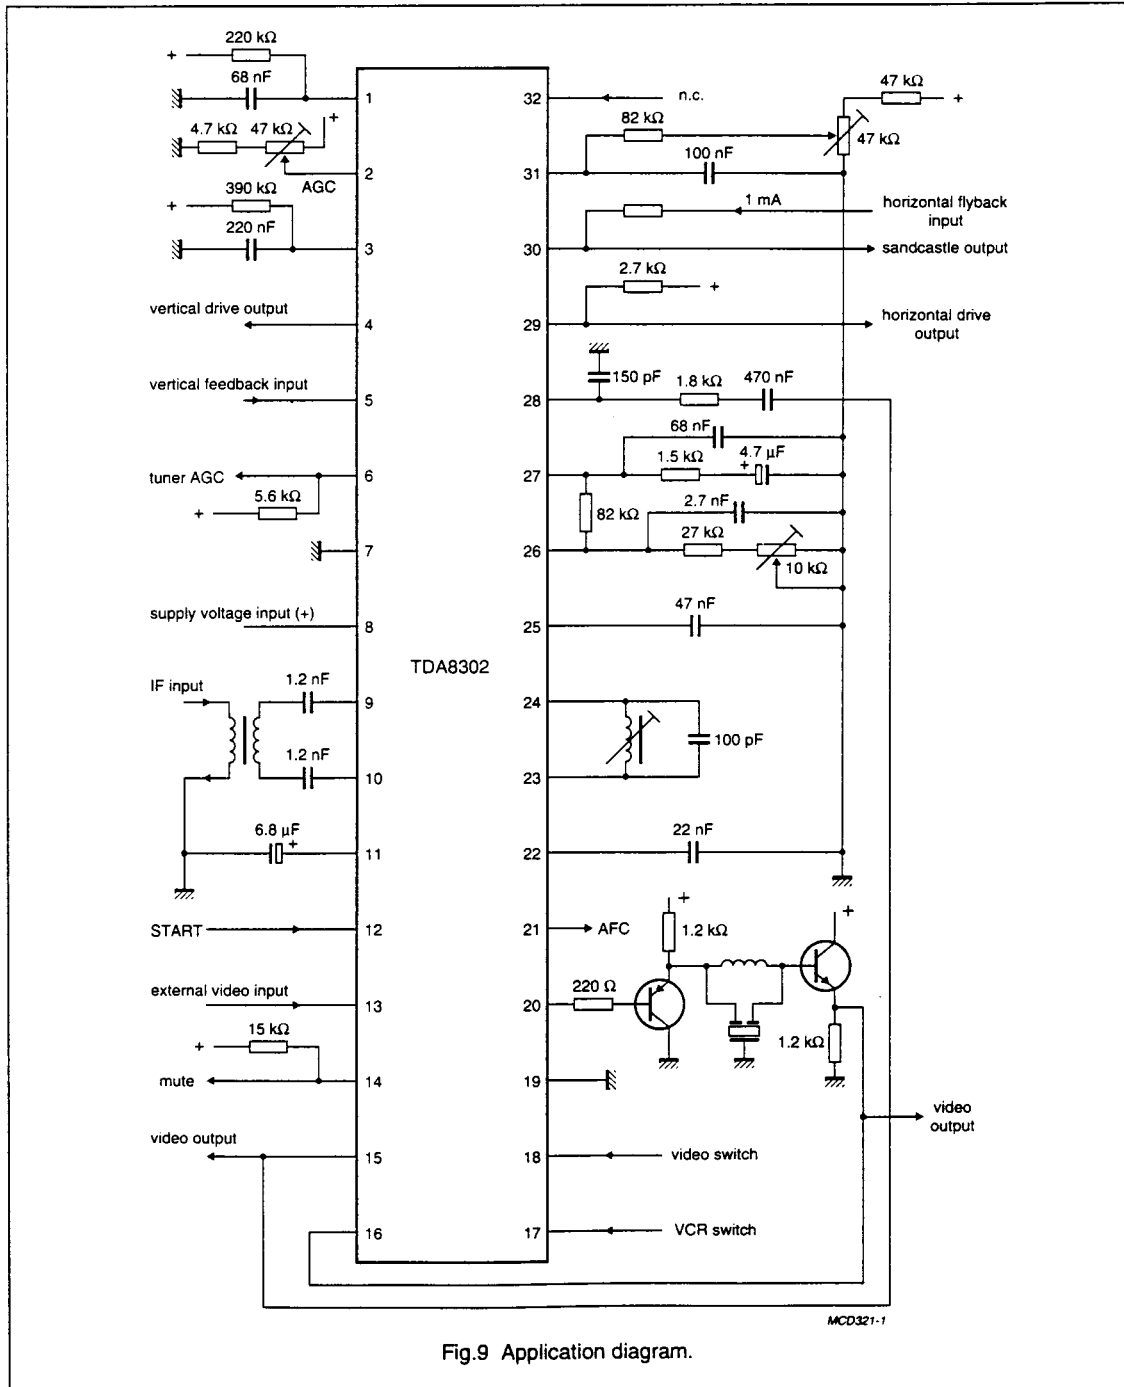 220 kΩ
+
68 nF
1
4.7 kΩ
47 kΩ
+
2
AGC
390 kΩ
+
220 nF
3
vertical drive output
4
vertical feedback input
5
tuner AGC
6
5.6 kΩ
+
7
supply voltage input (+)
8
TDA8302
IF input
1.2 nF
9
1.2 nF
10
6.8 µF
+
11
START
12
external video input
13
15 kΩ
+
mute
14
video output
15
16
32
n.c.
47 kΩ
+
82 kΩ
47 kΩ
100 nF
31
1 mA
horizontal flyback
input
30
sandcastle output
2.7 kΩ
+
29
horizontal drive
output
150 pF
1.8 kΩ
470 nF
28
68 nF
1.5 kΩ
4.7 µF
+
27
82 kΩ
2.7 nF
27 kΩ
26
10 kΩ
47 nF
25
24
100 pF
23
22 nF
22
+
+
21
AFC
1.2 kΩ
220 Ω
20
1.2 kΩ
19
video
output
18
video switch
17
VCR switch
MCD321-1
Fig.9 Application diagram.